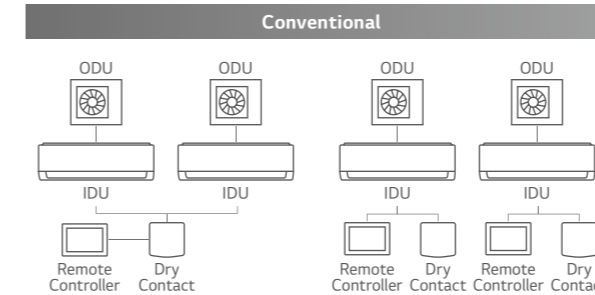 Conventional
ODU ODU ODU ODU
IDU IDU IDU IDU
Remote Dry Remote Dry Remote Dry
Controller Contact Controller Contact Controller Contac